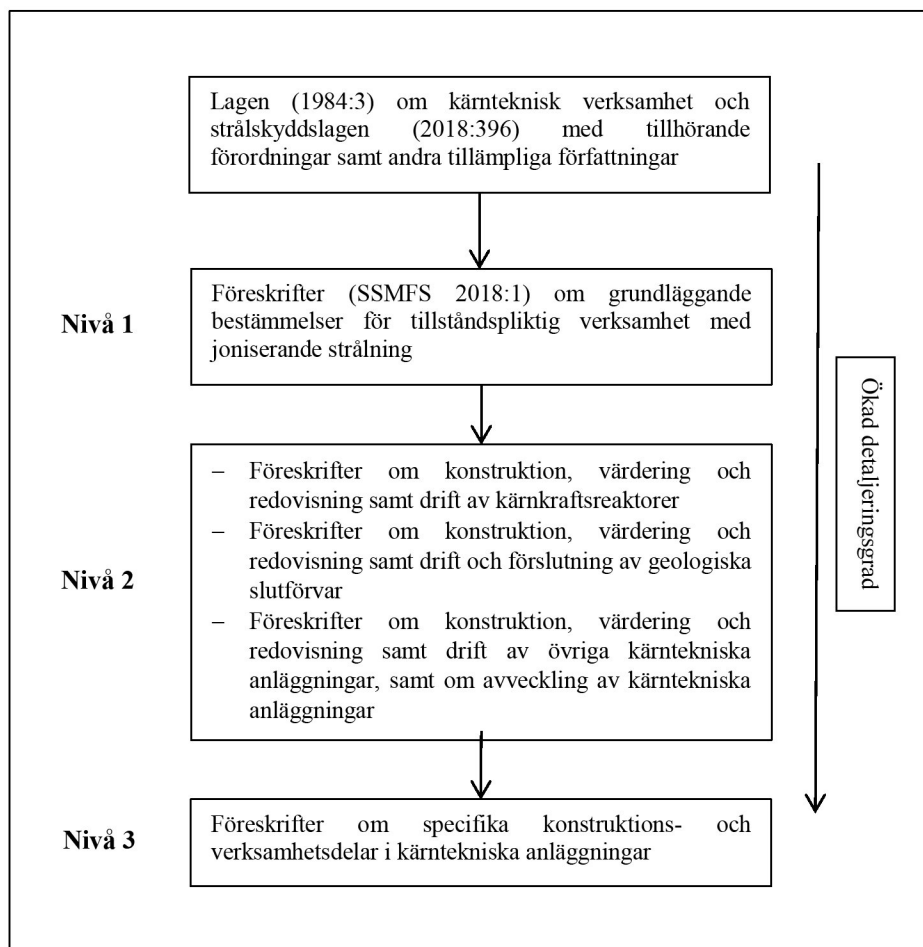 Lagen (1984:3) om kärnteknisk verksamhet och
strålskyddslagen (2018:396) med tillhörande
förordningar samt andra tillämpliga författningar
Nivå 1
Föreskrifter (SSMFS 2018:1) om grundläggande
bestämmelser för tillståndspliktig verksamhet med
joniserande strålning
Nivå 2
– Föreskrifter om konstruktion, värdering och
redovisning samt drift av kärnkraftsreaktorer
– Föreskrifter om konstruktion, värdering och
redovisning samt drift och förslutning av geologiska
slutförvar
– Föreskrifter om konstruktion, värdering och
redovisning samt drift av övriga kärntekniska
anläggningar, samt om avveckling av kärntekniska
anläggningar
Nivå 3
Föreskrifter om specifika konstruktions- och
verksamhetsdelar i kärntekniska anläggningar
Ökad detaljeringsgrad